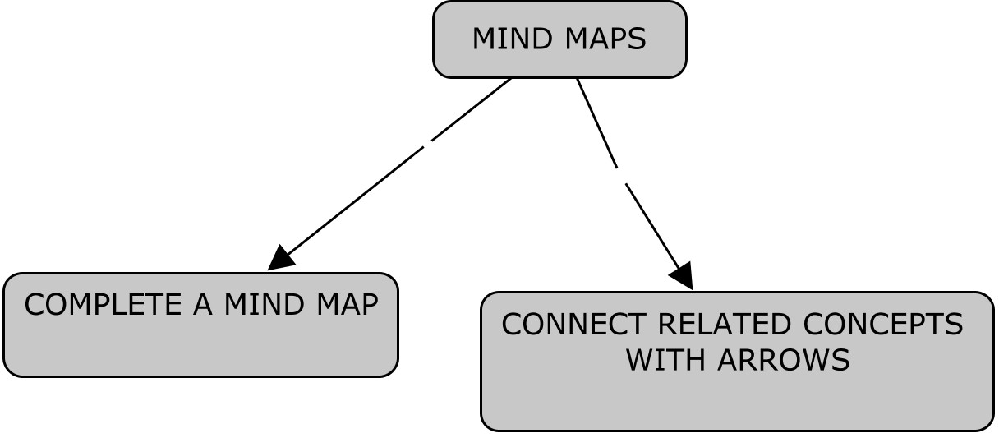 MIND MAPS
COMPLETE A MIND MAP
CONNECT RELATED CONCEPTS
WITH ARROWS